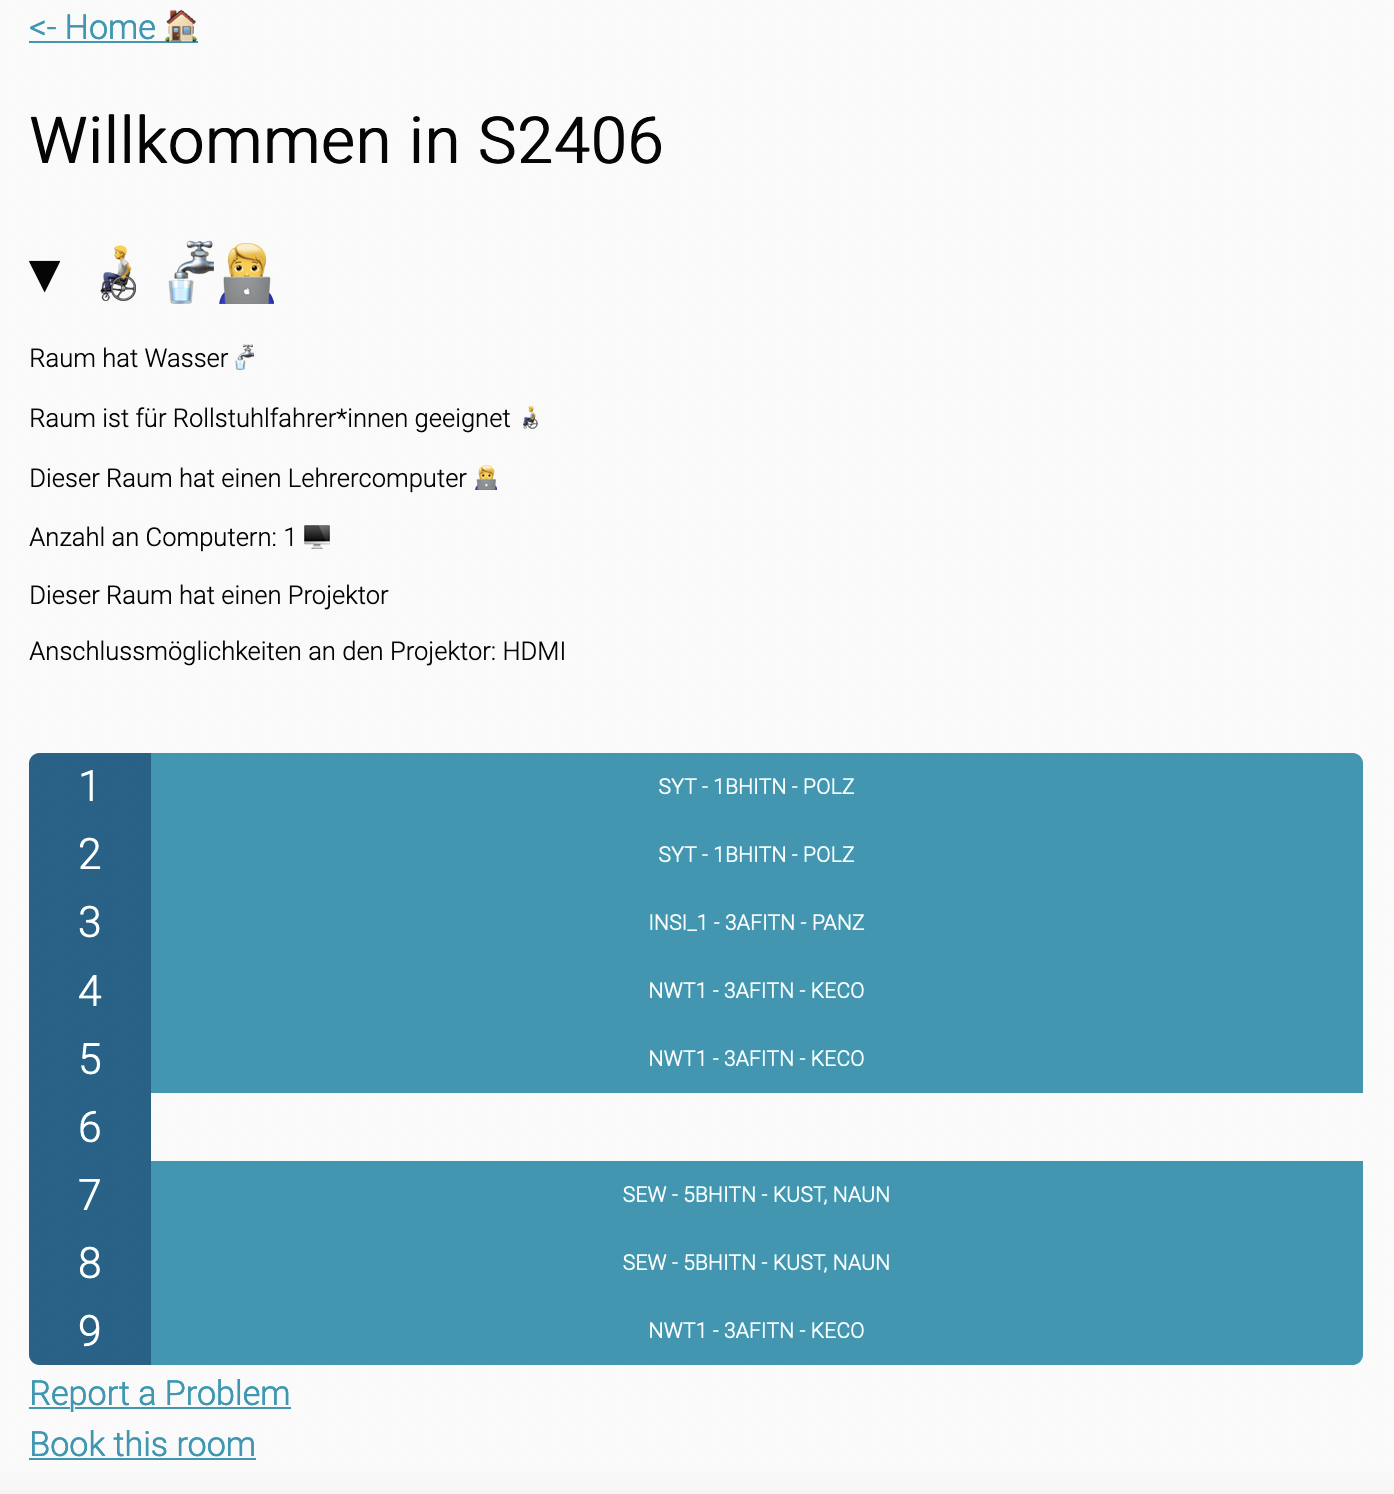 <- Home 🏠
Willkommen in S2406
Raum hat Wasser 🚰
Raum ist für Rollstuhlfahrer*innen geeignet
Dieser Raum hat einen Lehrercomputer
Anzahl an Computern: 1 🖥️
Dieser Raum hat einen Projektor
Anschlussmöglichkeiten an den Projektor: HDMI
1 SYT - 1BHITN - POLZ
2 SYT - 1BHITN - POLZ
3 INSI_1 - 3AFITN - PANZ
4 NWT1 - 3AFITN - KECO
5 NWT1 - 3AFITN - KECO
6
7 SEW - 5BHITN - KUST, NAUN
8 SEW - 5BHITN - KUST, NAUN
9 NWT1 - 3AFITN - KECO
Report a Problem
Book this room